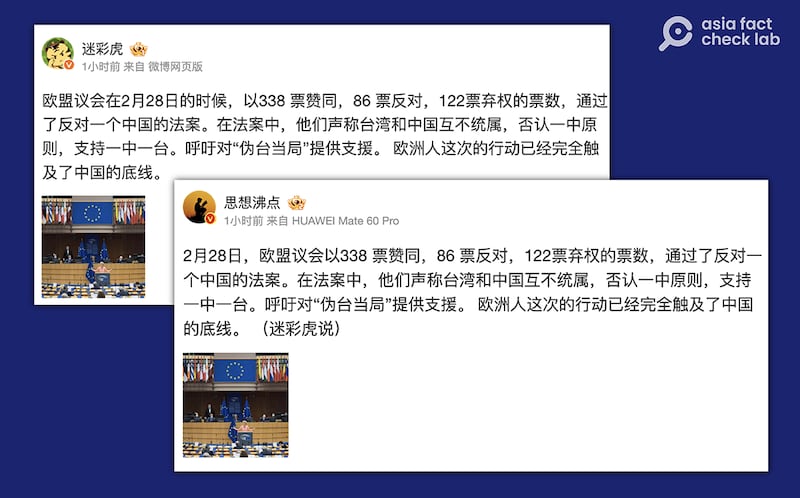 asia fact
check lab
迷彩虎
1小时前 来自 微博网页版
欧盟议会在2月28日的时候，以338 票赞同，86 票反对，122票弃权的票数，通过
了反对一个中国的法案。在法案中，他们声称台湾和中国互不统属，否认一中原
则，支持一中一台。呼吁对“伪台当局”提供支援。 欧洲人这次的行动已经完全触
及了中国的底线。
思想沸点
1小时前 来自 HUAWEI Mate 60 Pro
2月28日，欧盟议会以338 票赞同，86 票反对，122票弃权的票数，通过了反对一
个中国的法案。在法案中，他们声称台湾和中国互不统属，否认一中原则，支持
一中一台。呼吁对“伪台当局”提供支援。 欧洲人这次的行动已经完全触及了中国
的底线。 （迷彩虎说）